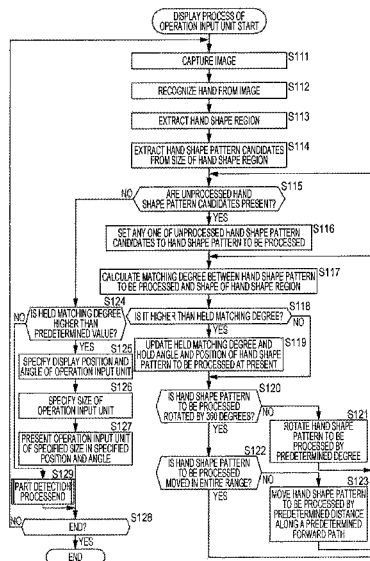 DISPLAY PROCESS OF
OPERATION INPUT UNIT START
S111
CAPTURE IMAGE
S112
RECOGNIZE HAND FROM IMAGE
S113
EXTRACT HAND SHAPE REGION
S114
EXTRACT HAND SHAPE PATTERN CANDIDATES
FROM SIZE OF HAND SHAPE REGION
S115
NO
ARE UNPROCESSED HAND
SHAPE PATTERN CANDIDATES PRESENT?
YES
S116
SET ANY ONE OF UNPROCESSED HAND SHAPE PATTERN
CANDIDATES TO HAND SHAPE PATTERN TO BE PROCESSED
S117
CALCULATE MATCHING DEGREE BETWEEN HAND SHAPE PATTERN
TO BE PROCESSED AND SHAPE OF HAND SHAPE REGION
S124
IS HELD MATCHING DEGREE
HIGHER THAN
PREDETERMINED VALUE?
NO
YES
S118
IS IT HIGHER THAN HELD MATCHING DEGREE?
NO
YES
S119
UPDATE HELD MATCHING DEGREE AND
HOLD ANGLE AND POSITION OF HAND SHAPE
PATTERN TO BE PROCESSED AT PRESENT
S125
SPECIFY DISPLAY POSITION AND
ANGLE OF OPERATION INPUT UNIT
S126
SPECIFY SIZE
OF OPERATION INPUT UNIT
S127
PRESENT OPERATION INPUT UNIT
OF SPECIFIED SIZE IN SPECIFIED
POSITION AND ANGLE
S120
IS HAND SHAPE PATTERN
TO BE PROCESSED
ROTATED BY 360 DEGREES?
NO
YES
S121
ROTATE HAND SHAPE
PATTERN TO BE
PROCESSED BY
PREDETERMINED DEGREE
S122
IS HAND SHAPE PATTERN
TO BE PROCESSED
MOVED IN ENTIRE RANGE?
NO
YES
S123
MOVE HAND SHAPE PATTERN
TO BE PROCESSED BY
PREDETERMINED DISTANCE
ALONG A PREDETERMINED
FORWARD PATH
S129
PART DETECTION
PROCESSEND
S128
NO
END?
YES
END